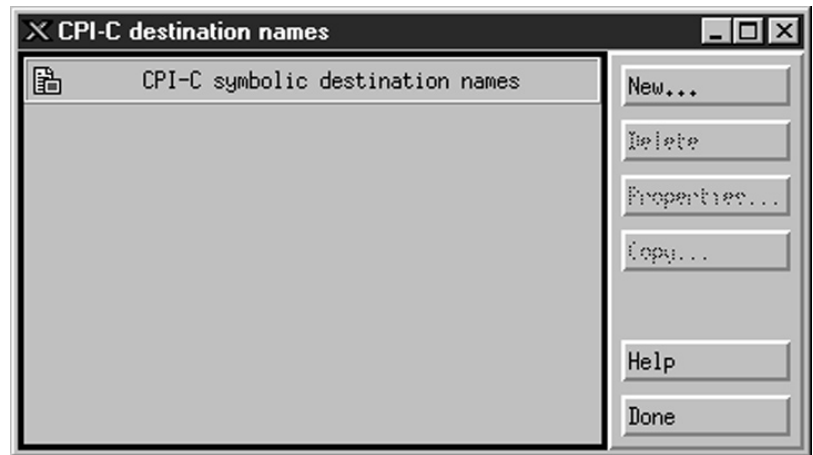 CPI-C destination names
CPI-C symbolic destination names
New...
Delete
Properties...
Copy...
Help
Done